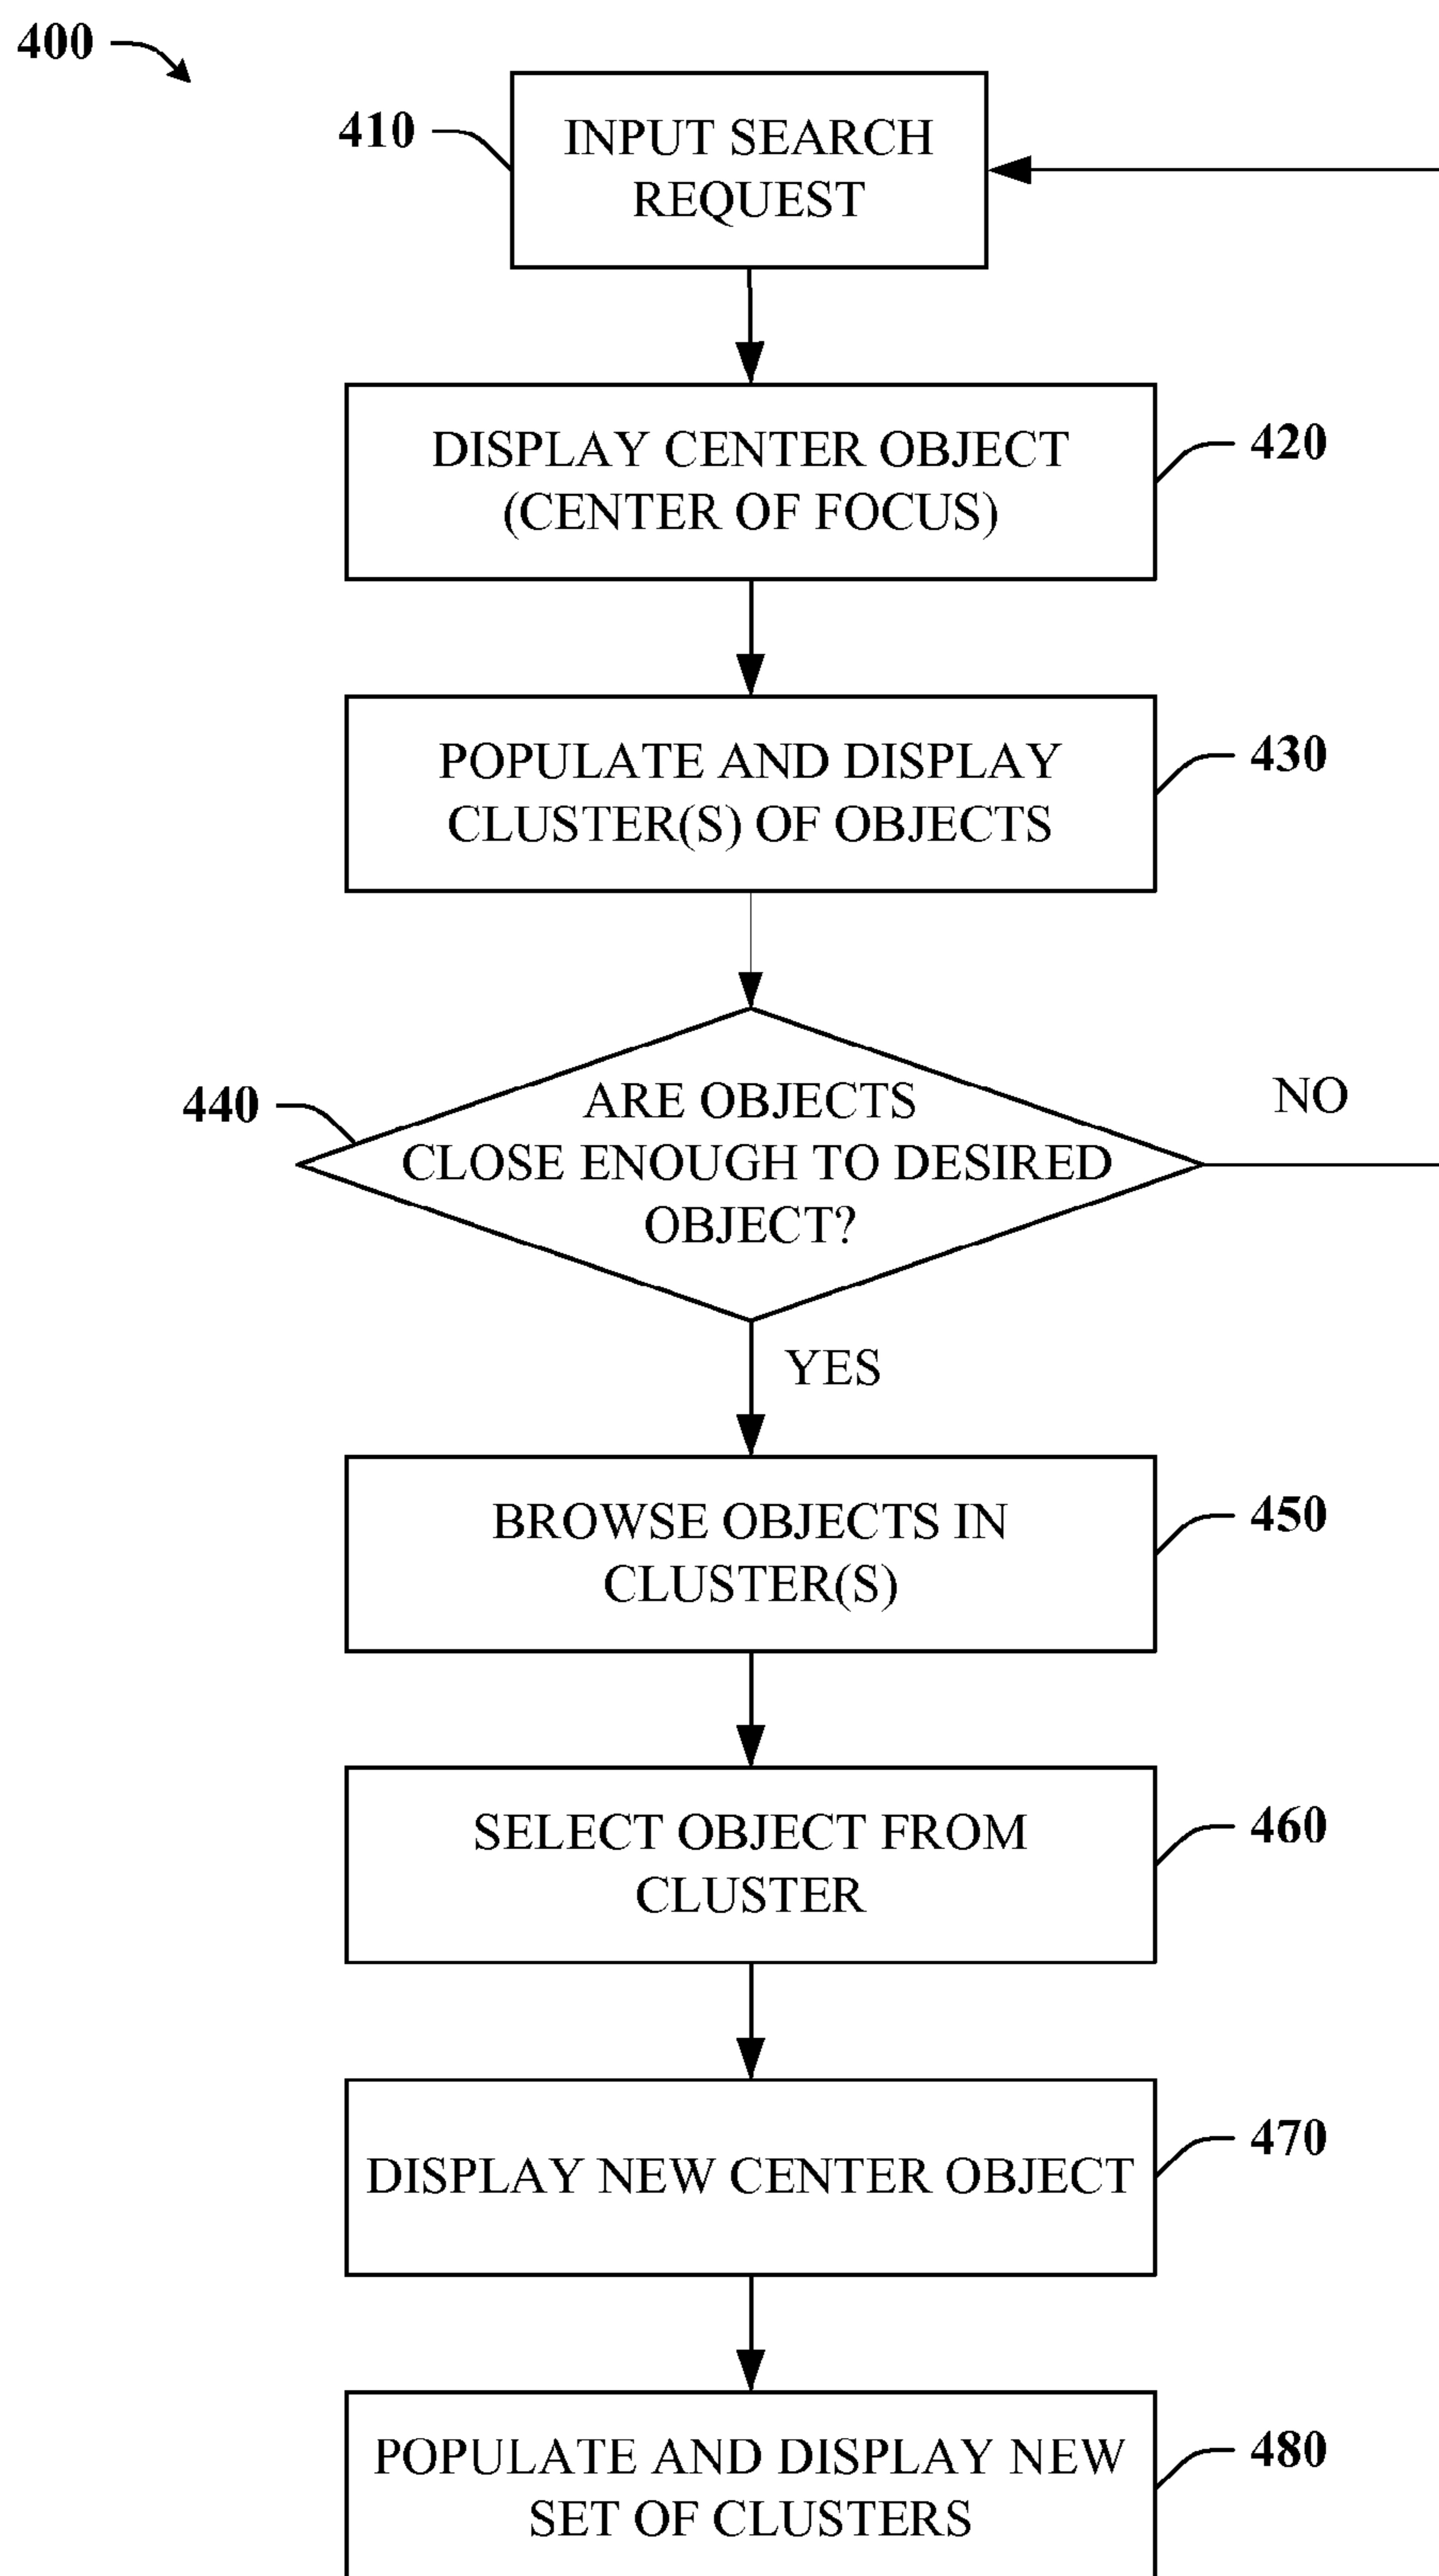 400
410
INPUT SEARCH
REQUEST
DISPLAY CENTER OBJECT
(CENTER OF FOCUS)
420
POPULATE AND DISPLAY
CLUSTER(S) OF OBJECTS
430
440
ARE OBJECTS
CLOSE ENOUGH TO DESIRED
OBJECT?
NO
YES
BROWSE OBJECTS IN
CLUSTER(S)
450
SELECT OBJECT FROM
CLUSTER
460
DISPLAY NEW CENTER OBJECT
470
POPULATE AND DISPLAY NEW
SET OF CLUSTERS
480